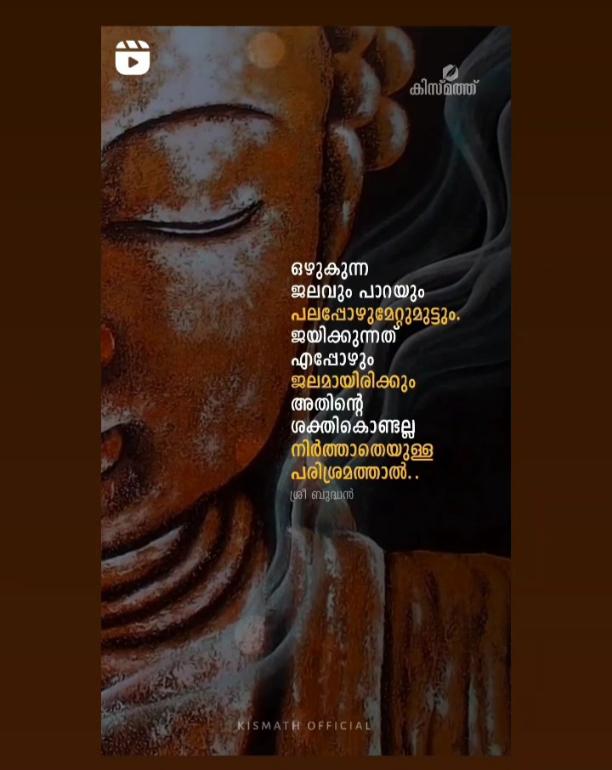 കിസ്മത്ത്
ഒഴുകുന്ന
ജലവും പാറയും
പലപ്പോഴുമേറ്റുമുട്ടും.
ജയിക്കുന്നത്
എപ്പോഴും
ജലമായിരിക്കും
അതിന്റെ
ശക്തികൊണ്ടല്ല
നിർത്താതെയുള്ള
പരിശ്രമത്താൽ..
ശ്രീ ബുദ്ധൻ
KISMATH OFFICIAL